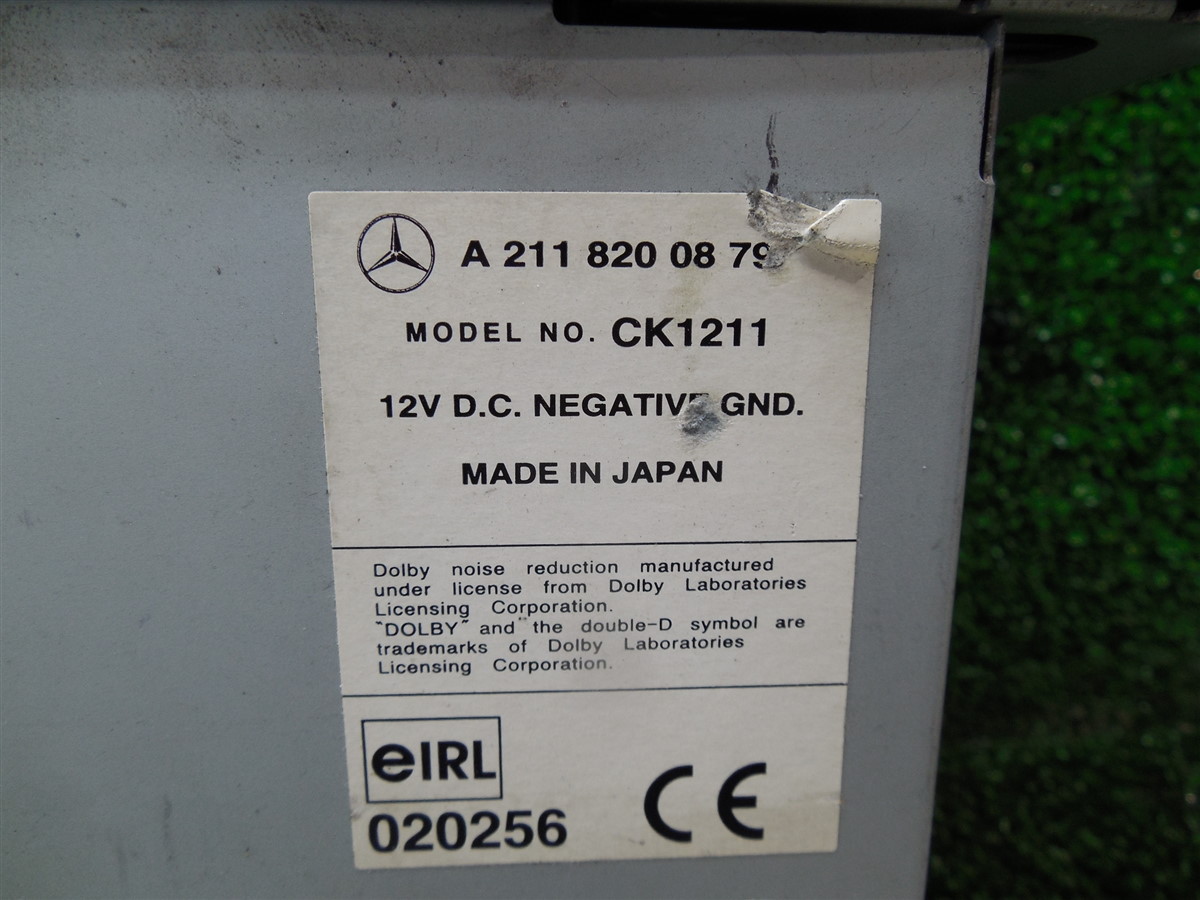 A 211 820 08 79
MODEL NO. CK1211
12V D.C. NEGATIVE GND.
MADE IN JAPAN
Dolby noise reduction manufactured
under license from Dolby Laboratories
Licensing Corporation.
"DOLBY" and the double-D symbol are
trademarks of Dolby Laboratories
Licensing Corporation.
eIRL
020256
CE